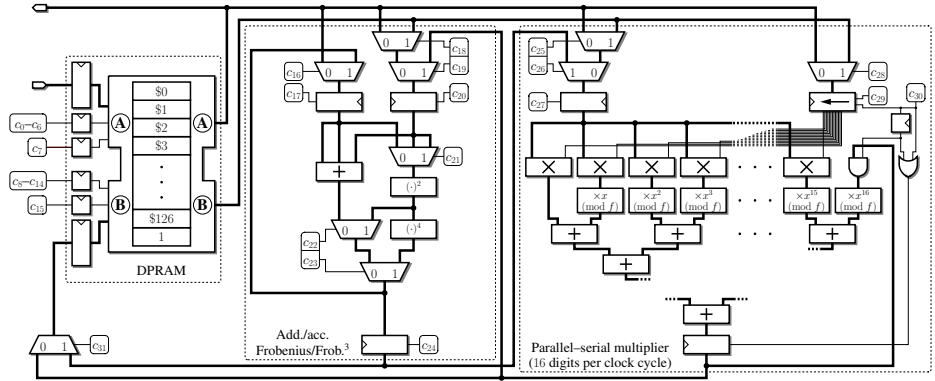 c18
0 1
c16
0 1
0 1
c19
c17
c20
c25
0 1
c26
1 0
c27
0 1
c28
c29
c30
$0
$1
$2
$3
$126
1
A
A
B
B
c0–c6
c7
c8–c14
c15
DPRAM
+
0 1
c21
(·)²
(·)⁴
c22
0 1
c23
0 1
Add./acc.
Frobenius/Frob.³
c24
× × × × ×
×x
(mod f)
×x²
(mod f)
×x³
(mod f)
×x¹⁵
(mod f)
×x¹⁶
(mod f)
+ + +
+
+
Parallel–serial multiplier
(16 digits per clock cycle)
0 1
c31